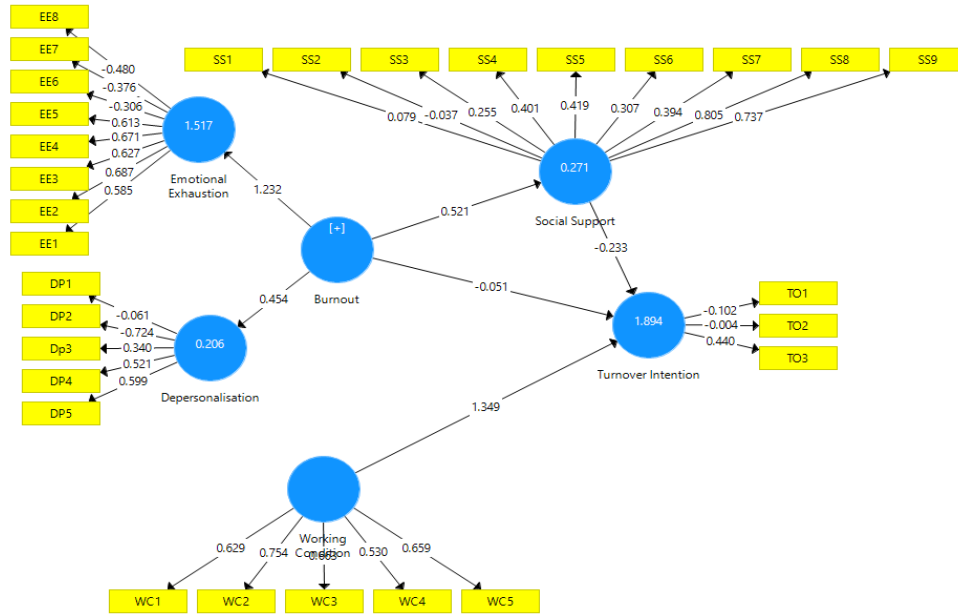 EE8
EE7
EE6
EE5
EE4
EE3
EE2
EE1
-0.480
-0.376
-0.306
0.613
0.671
0.627
0.687
0.585
1.517
Emotional
Exhaustion
SS1
SS2
SS3
SS4
SS5
SS6
SS7
SS8
SS9
0.079
-0.037
0.255
0.401
0.419
0.307
0.394
0.805
0.737
0.271
Social Support
1.232
0.521
[+]
Burnout
-0.233
-0.051
0.454
DP1
DP2
Dp3
DP4
DP5
-0.061
-0.724
0.340
0.521
0.599
0.206
Depersonalisation
1.894
Turnover Intention
-0.102
-0.004
0.440
TO1
TO2
TO3
1.349
Working
Condition
0.629
0.754
0.530
0.659
WC1
WC2
WC3
WC4
WC5